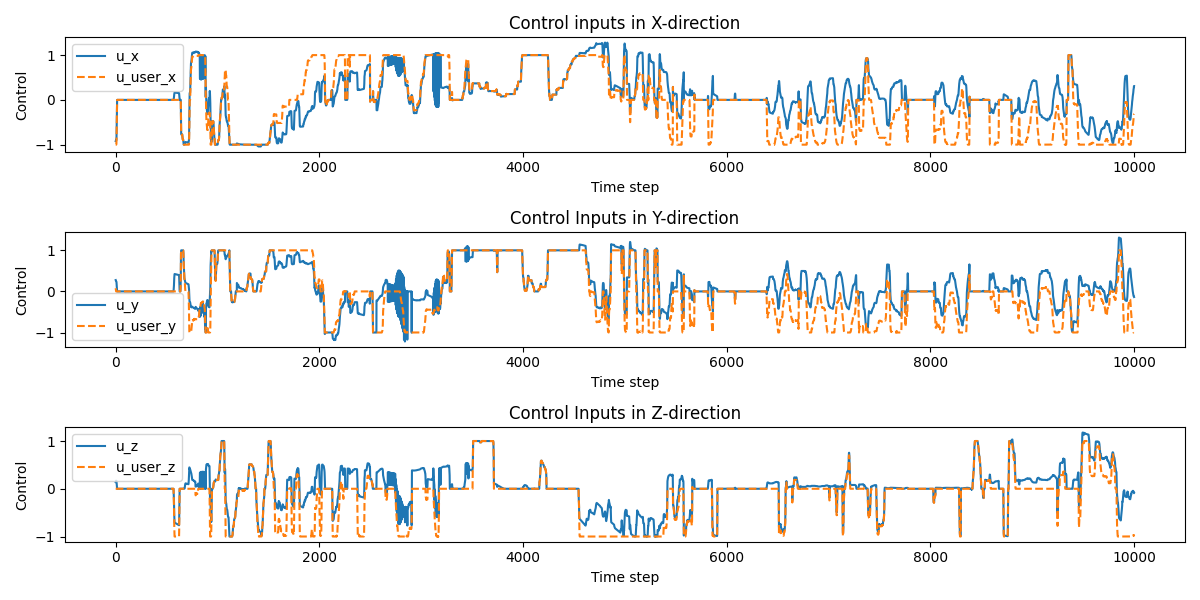 Control inputs in X-direction
1
0
−1
Control
u_x
u_user_x
0 2000 4000 6000 8000 10000
Time step
Control Inputs in Y-direction
1
0
−1
Control
u_y
u_user_y
0 2000 4000 6000 8000 10000
Time step
Control Inputs in Z-direction
1
0
−1
Control
u_z
u_user_z
0 2000 4000 6000 8000 10000
Time step